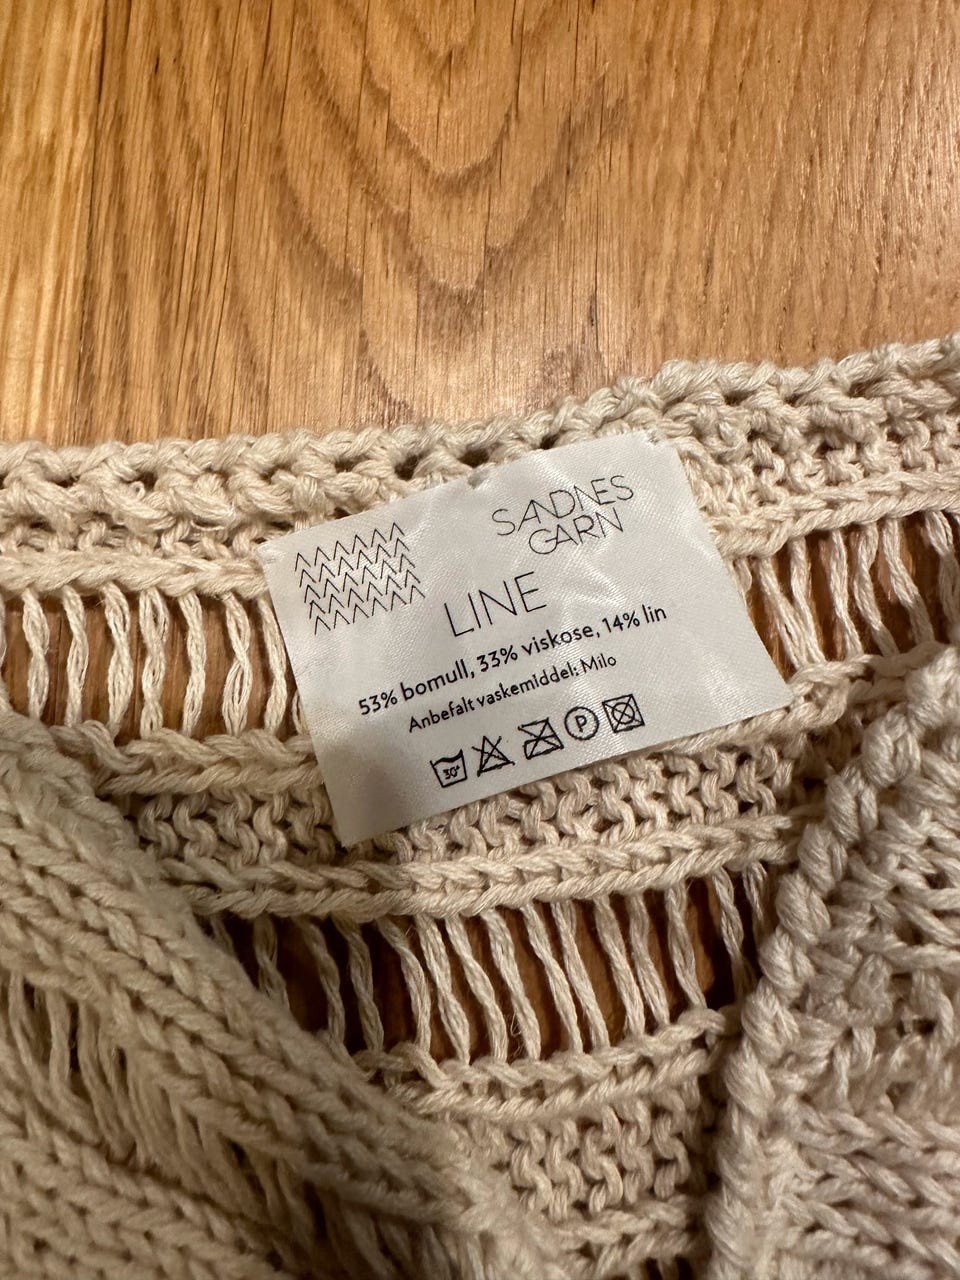 SANDNES
GARN
LINE
53% bomull, 33% viskose, 14% lin
Anbefalt vaskemiddel: Milo
30° P